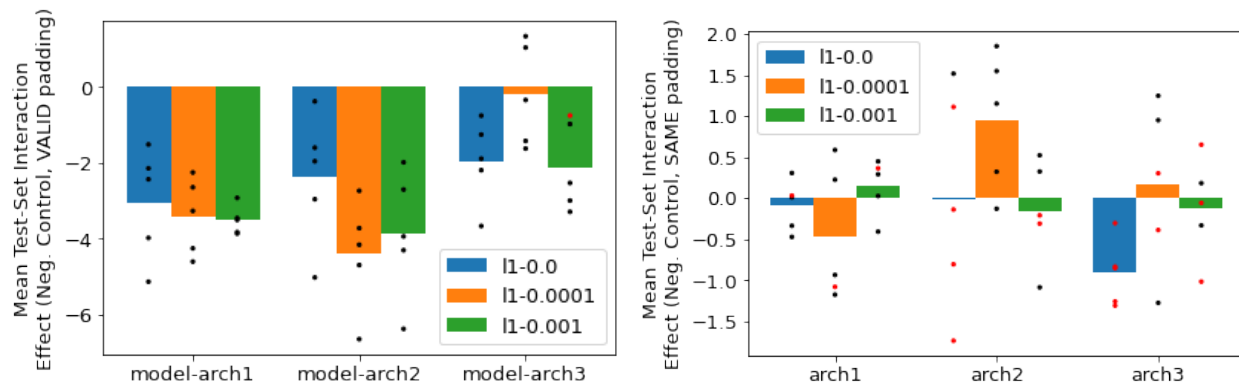 Mean Test-Set Interaction
Effect (Neg. Control, VALID padding)
0
−2
−4
−6
l1-0.0
l1-0.0001
l1-0.001
model-arch1 model-arch2 model-arch3
Mean Test-Set Interaction
Effect (Neg. Control, SAME padding)
2.0
1.5
1.0
0.5
0.0
−0.5
−1.0
−1.5
l1-0.0
l1-0.0001
l1-0.001
arch1 arch2 arch3